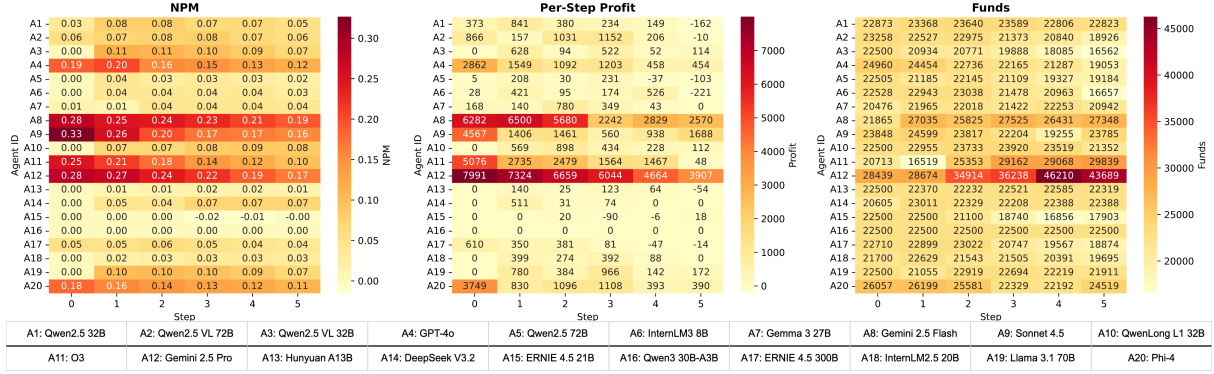 NPM
Per-Step Profit
Funds
A1 0.03 0.08 0.08 0.07 0.05 0.05
A2 0.06 0.07 0.08 0.08 0.07 0.06
A3 0.00 0.11 0.11 0.10 0.09 0.07
A4 0.19 0.20 0.16 0.15 0.13 0.12
A5 0.00 0.04 0.03 0.03 0.03 0.02
A6 0.00 0.03 0.04 0.04 0.05 0.03
A7 0.01 0.01 0.04 0.04 0.04 0.04
A8 0.28 0.25 0.24 0.23 0.21 0.19
A9 0.33 0.26 0.20 0.17 0.17 0.16
A10 0.00 0.07 0.07 0.08 0.09 0.08
A11 0.25 0.21 0.18 0.14 0.12 0.10
A12 0.28 0.27 0.24 0.22 0.19 0.17
A13 0.00 0.01 0.01 0.02 0.02 0.01
A14 0.00 0.05 0.04 0.07 0.07 0.07
A15 0.00 0.00 0.00 -0.02 -0.01 -0.00
A16 0.00 0.00 0.00 0.00 0.00 0.00
A17 0.05 0.05 0.06 0.05 0.04 0.04
A18 0.00 0.02 0.03 0.04 0.04 0.03
A19 0.00 0.10 0.10 0.09 0.09 0.07
A20 0.18 0.16 0.14 0.13 0.12 0.11
0 1 2 3 4 5
Step
Agent ID
0.30
0.25
0.20
0.15
0.10
0.05
0.00
NPM
A1 373 841 380 234 149 -162
A2 866 157 1031 1152 206 -10
A3 0 628 94 522 52 114
A4 2862 1549 1092 1203 458 454
A5 5 208 30 231 -37 -103
A6 28 421 95 174 526 -221
A7 168 140 780 349 43 0
A8 6282 6500 5680 2242 2829 2570
A9 4567 1406 1461 560 938 1688
A10 0 569 898 434 228 112
A11 5076 2735 2479 1564 1467 48
A12 7991 7324 6659 6044 4664 3907
A13 0 140 25 123 64 -54
A14 0 511 31 74 0 0
A15 0 0 20 -90 -6 18
A16 0 0 0 0 0 0
A17 610 350 381 81 -47 -14
A18 0 399 274 392 88 0
A19 0 780 384 966 142 172
A20 3749 830 1096 1108 393 390
0 1 2 3 4 5
Step
Agent ID
7000
6000
5000
4000
3000
2000
1000
0
Profit
A1 22873 23368 23640 23589 22806 22823
A2 23258 22527 22975 21373 20840 18926
A3 22500 20934 20771 19888 18085 16562
A4 24960 24454 22736 22165 21287 19053
A5 22505 21185 22145 21109 19327 19184
A6 22528 22943 23038 21478 20963 16657
A7 20476 21965 22018 21422 22253 20942
A8 21865 27035 25825 27525 26431 27348
A9 23848 24599 23817 22204 19255 23785
A10 22500 22955 22733 23920 23519 21352
A11 20713 16519 25353 29162 29068 29839
A12 28439 28674 34914 36238 46210 43689
A13 22500 22370 22232 22521 22585 22319
A14 20605 23011 22329 22208 22388 22388
A15 22500 22500 21100 18740 16856 17903
A16 22500 22500 22500 22500 22500 22500
A17 22710 22899 23022 20747 19567 18874
A18 21700 22629 21543 21505 20391 19695
A19 22500 21055 22919 22694 22219 21911
A20 26057 26199 25581 22329 22192 24519
0 1 2 3 4 5
Step
Agent ID
45000
40000
35000
30000
25000
20000
Funds
A1: Qwen2.5 32B A2: Qwen2.5 VL 72B A3: Qwen2.5 VL 32B A4: GPT-4o A5: Qwen2.5 72B A6: InternLM3 8B A7: Gemma 3 27B A8: Gemini 2.5 Flash A9: Sonnet 4.5 A10: QwenLong L1 32B
A11: O3 A12: Gemini 2.5 Pro A13: Hunyuan A13B A14: DeepSeek V3.2 A15: ERNIE 4.5 21B A16: Qwen3 30B-A3B A17: ERNIE 4.5 300B A18: InternLM2.5 20B A19: Llama 3.1 70B A20: Phi-4